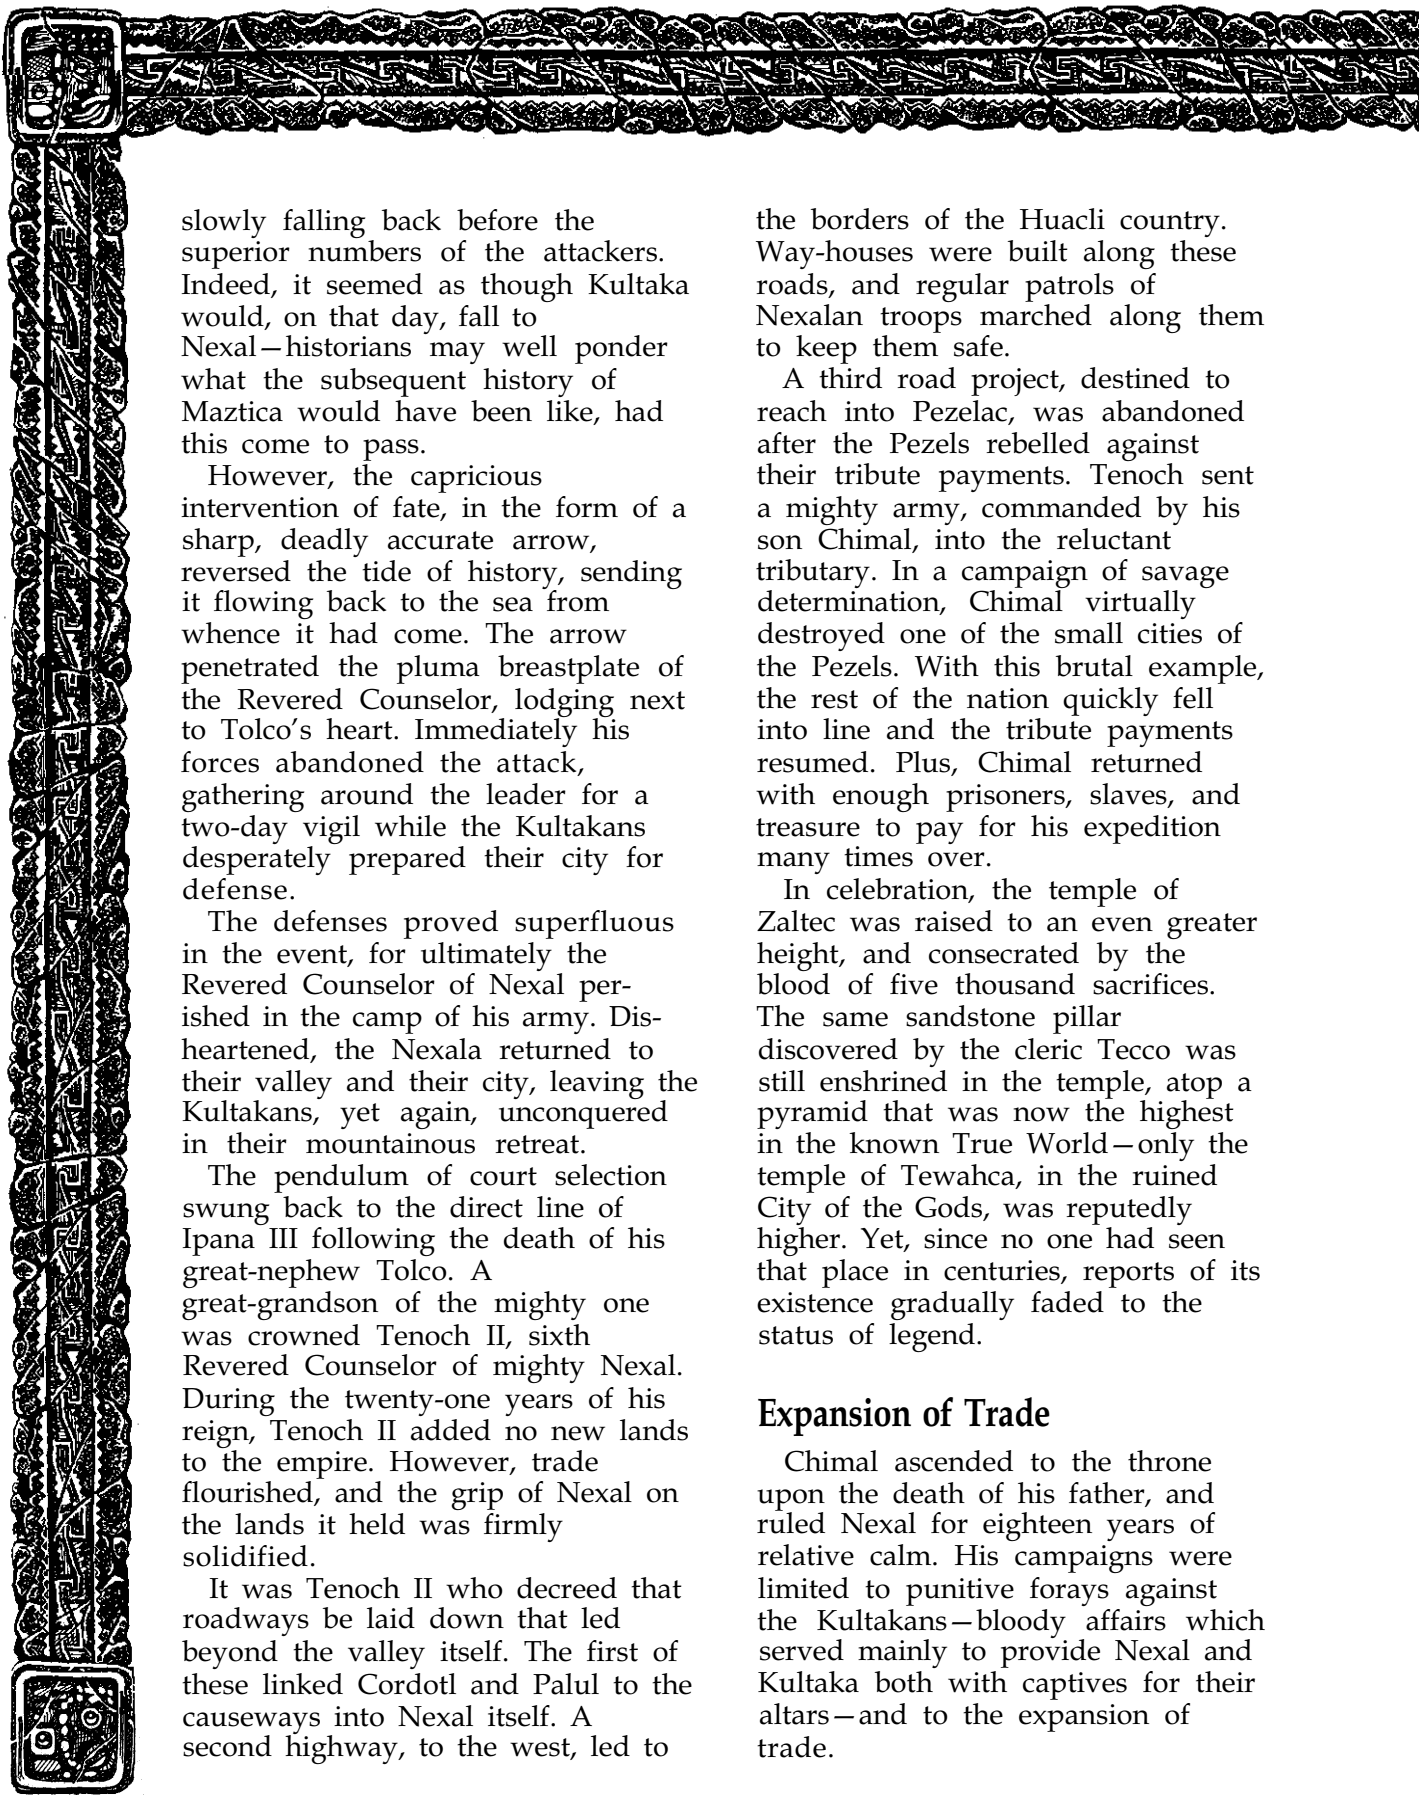 slowly falling back before the
superior numbers of the attackers.
Indeed, it seemed as though Kultaka
would, on that day, fall to
Nexal—historians may well ponder
what the subsequent history of
Maztica would have been like, had
this come to pass.
However, the capricious
intervention of fate, in the form of a
sharp, deadly accurate arrow,
reversed the tide of history, sending
it flowing back to the sea from
whence it had come. The arrow
penetrated the pluma breastplate of
the Revered Counselor, lodging next
to Tolco's heart. Immediately his
forces abandoned the attack,
gathering around the leader for a
two-day vigil while the Kultakans
desperately prepared their city for
defense.
The defenses proved superfluous
in the event, for ultimately the
Revered Counselor of Nexal per-
ished in the camp of his army. Dis-
heartened, the Nexala returned to
their valley and their city, leaving the
Kultakans, yet again, unconquered
in their mountainous retreat.
The pendulum of court selection
swung back to the direct line of
Ipana III following the death of his
great-nephew Tolco. A
great-grandson of the mighty one
was crowned Tenoch II, sixth
Revered Counselor of mighty Nexal.
During the twenty-one years of his
reign, Tenoch II added no new lands
to the empire. However, trade
flourished, and the grip of Nexal on
the lands it held was firmly
solidified.
It was Tenoch II who decreed that
roadways be laid down that led
beyond the valley itself. The first of
these linked Cordotl and Palul to the
causeways into Nexal itself. A
second highway, to the west, led to
the borders of the Huacli country.
Way-houses were built along these
roads, and regular patrols of
Nexalan troops marched along them
to keep them safe.
A third road project, destined to
reach into Pezelac, was abandoned
after the Pezels rebelled against
their tribute payments. Tenoch sent
a mighty army, commanded by his
son Chimal, into the reluctant
tributary. In a campaign of savage
determination, Chimal virtually
destroyed one of the small cities of
the Pezels. With this brutal example,
the rest of the nation quickly fell
into line and the tribute payments
resumed. Plus, Chimal returned
with enough prisoners, slaves, and
treasure to pay for his expedition
many times over.
In celebration, the temple of
Zaltec was raised to an even greater
height, and consecrated by the
blood of five thousand sacrifices.
The same sandstone pillar
discovered by the cleric Tecco was
still enshrined in the temple, atop a
pyramid that was now the highest
in the known True World—only the
temple of Tewahca, in the ruined
City of the Gods, was reputedly
higher. Yet, since no one had seen
that place in centuries, reports of its
existence gradually faded to the
status of legend.
Expansion of Trade
Chimal ascended to the throne
upon the death of his father, and
ruled Nexal for eighteen years of
relative calm. His campaigns were
limited to punitive forays against
the Kultakans—bloody affairs which
served mainly to provide Nexal and
Kultaka both with captives for their
altars—and to the expansion of
trade.